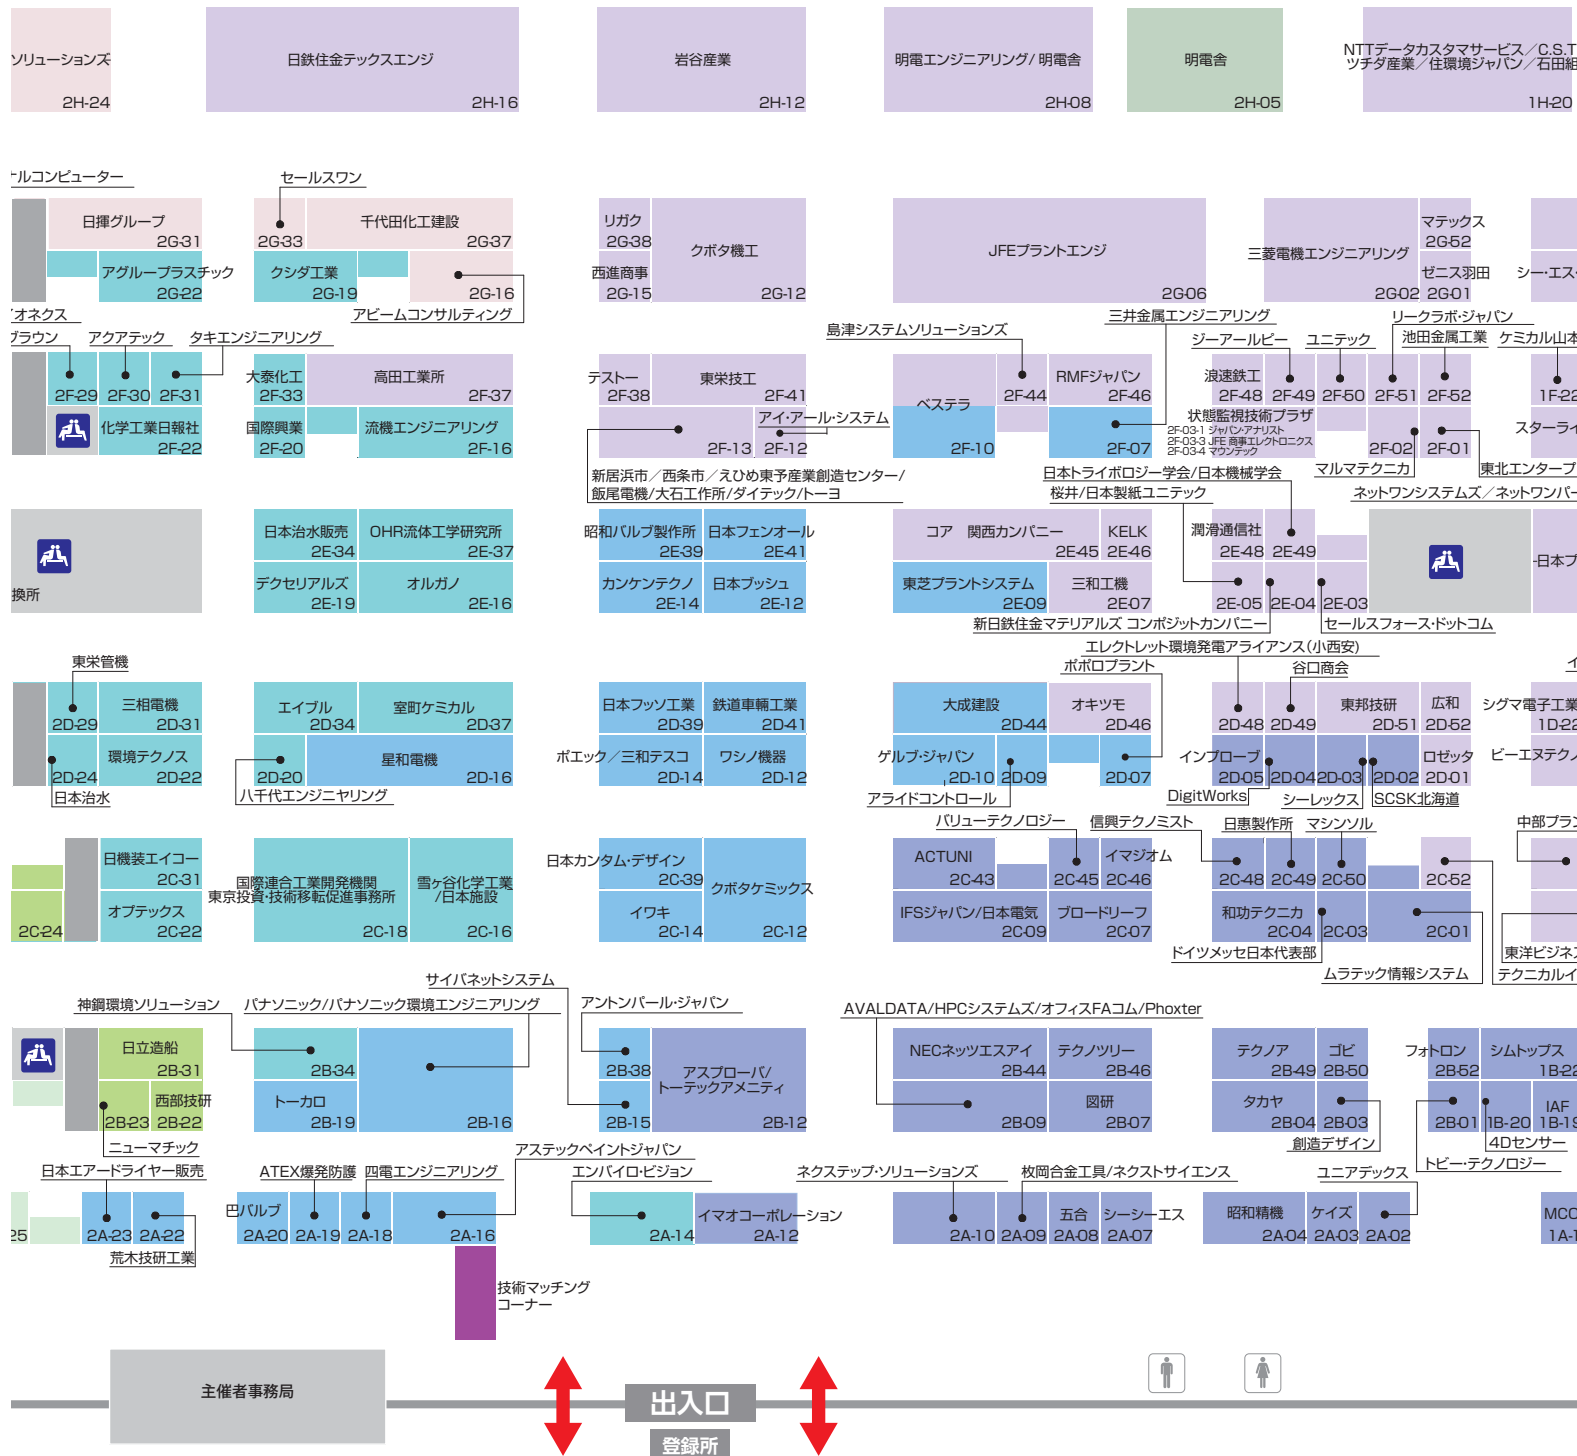 ソリューションズ
2H-24
日鉄住金テックスエンジ
2H-16
岩谷産業
2H-12
明電エンジニアリング/ 明電舎
2H-08
明電舎
2H-05
NTTデータカスタマサービス／C.S.T
ツチダ産業／住環境ジャパン／石田組
1H-20
ナルコンピューター
セールスワン
日揮グループ
2G-31
2G-33
千代田化工建設
2G-37
リガク
2G-38
クボタ機工
2G-12
JFEプラントエンジ
2G-06
三菱電機エンジニアリング
2G-02
マテックス
2G-52
アグループラスチック
2G-22
クシダ工業
2G-19
2G-16
西進商事
2G-15
ゼニス羽田
2G-01
シー・エス・
イオネクス
アビームコンサルティング
三井金属エンジニアリング
リークラボ・ジャパン
ブラウン
アクアテック
タキエンジニアリング
島津システムソリューションズ
ジーアールピー
ユニテック
池田金属工業
ケミカル山本
2F-29
2F-30
2F-31
大泰化工
2F-33
高田工業所
2F-37
テストー
2F-38
東栄技工
2F-41
ベステラ
2F-10
2F-44
RMFジャパン
2F-46
浪速鉄工
2F-48
2F-49
2F-50
2F-51
2F-52
1F-22
化学工業日報社
2F-22
国際興業
2F-20
流機エンジニアリング
2F-16
2F-13
アイ・アール・システム
2F-12
2F-07
状態監視技術プラザ
2F-03-1 ジャパン・アナリスト
2F-03-3 JFE 商事エレクトロニクス
2F-03-4 マウンテック
2F-02
2F-01
スターライ
新居浜市／西条市／えひめ東予産業創造センター/
飯尾電機/大石工作所/ダイテック/トーヨ
日本トライボロジー学会/日本機械学会
マルマテクニカ
東北エンタープ
桜井/日本製紙ユニテック
ネットワンシステムズ／ネットワンパー
換所
日本治水販売
2E-34
OHR流体工学研究所
2E-37
昭和バルブ製作所
2E-39
日本フェンオール
2E-41
コア　関西カンパニー
2E-45
KELK
2E-46
潤滑通信社
2E-48
2E-49
日本プ
デクセリアルズ
2E-19
オルガノ
2E-16
カンケンテクノ
2E-14
日本ブッシュ
2E-12
東芝プラントシステム
2E-09
三和工機
2E-07
2E-05
2E-04
2E-03
新日鉄住金マテリアルズ コンポジットカンパニー
セールスフォース・ドットコム
エレクトレット環境発電アライアンス(小西安)
東栄管機
ポポロプラント
谷口商会
2D-29
三相電機
2D-31
エイブル
2D-34
室町ケミカル
2D-37
日本フッソ工業
2D-39
鉄道車輛工業
2D-41
大成建設
2D-44
オキツモ
2D-46
2D-48
2D-49
東邦技研
2D-51
広和
2D-52
シグマ電子工業
1D-22
2D-24
環境テクノス
2D-22
2D-20
星和電機
2D-16
ポエック／三和テスコ
2D-14
ワシノ機器
2D-12
ゲルブ・ジャパン
2D-10
2D-09
2D-07
インプローブ
2D-05
2D-04
2D-03
2D-02
ロゼッタ
2D-01
ビーエヌテクノ
日本治水
八千代エンジニヤリング
アライドコントロール
DigitWorks
シーレックス
SCSK北海道
バリューテクノロジー
信興テクノミスト
日惠製作所
マシンソル
中部プラン
2C-24
日機装エイコー
2C-31
国際連合工業開発機関
東京投資・技術移転促進事務所
2C-18
雪ヶ谷化学工業
/日本施設
2C-16
日本カンタム・デザイン
2C-39
クボタケミックス
2C-12
ACTUNI
2C-43
2C-45
イマジオム
2C-46
2C-48
2C-49
2C-50
2C-52
オプテックス
2C-22
イワキ
2C-14
IFSジャパン/日本電気
2C-09
ブロードリーフ
2C-07
和功テクニカ
2C-04
2C-03
2C-01
ドイツメッセ日本代表部
東洋ビジネス
ムラテック情報システム
テクニカルイ
サイバネットシステム
神鋼環境ソリューション
パナソニック/パナソニック環境エンジニアリング
アントンパール・ジャパン
AVALDATA/HPCシステムズ/オフィスFAコム/Phoxter
日立造船
2B-31
2B-34
2B-16
2B-38
アスプローバ/
トーテックアメニティ
2B-12
NECネッツエスアイ
2B-44
テクノツリー
2B-46
テクノア
2B-49
ゴビ
2B-50
フォトロン
2B-52
シムトップス
1B-22
2B-23
西部技研
2B-22
トーカロ
2B-19
2B-15
2B-09
図研
2B-07
タカヤ
2B-04
2B-03
2B-01
1B-20
IAF
1B-19
ニューマチック
創造デザイン
4Dセンサー
アステックペイントジャパン
トビー・テクノロジー
日本エアードライヤー販売
ATEX爆発防護
四電エンジニアリング
エンバイロ・ビジョン
ネクステップ・ソリューションズ
枚岡合金工具/ネクストサイエンス
ユニアデックス
25
2A-23
2A-22
巴バルブ
2A-20
2A-19
2A-18
2A-16
2A-14
イマオコーポレーション
2A-12
2A-10
2A-09
五合
2A-08
シーシーエス
2A-07
昭和精機
2A-04
ケイズ
2A-03
2A-02
MCC
1A-1
荒木技研工業
技術マッチング
コーナー
主催者事務局
出入口
登録所